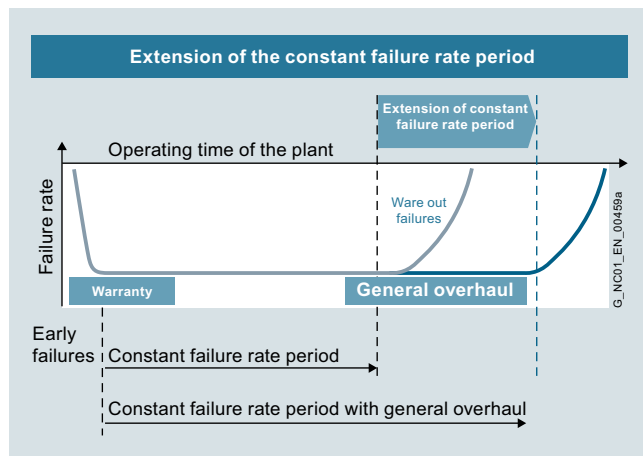 Extension of the constant failure rate period
Extension of constant
failure rate period
Operating time of the plant
Failure rate
Ware out
failures
G_NC01_EN_00459a
Warranty
General overhaul
Early
failures
Constant failure rate period
Constant failure rate period with general overhaul